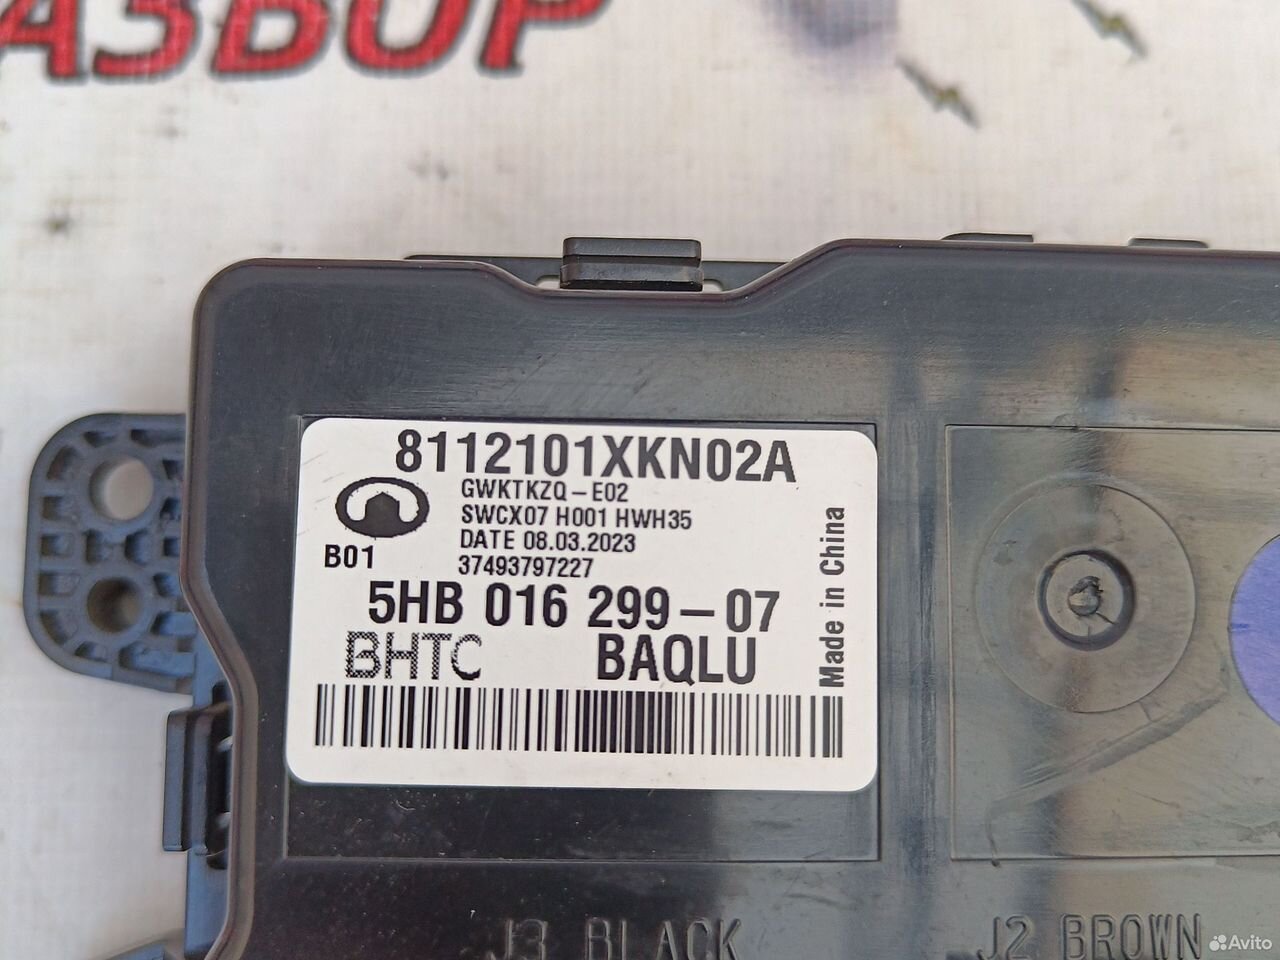 АЗБОР
8112101XKN02A
GWKTKZQ-E02
SWCX07 H001 HWH35
DATE 08.03.2023
37493797227
B01
5HB 016 299-07
BHTC BAQLU
Made in China
J3 BLACK
J2 BROWN
Avito